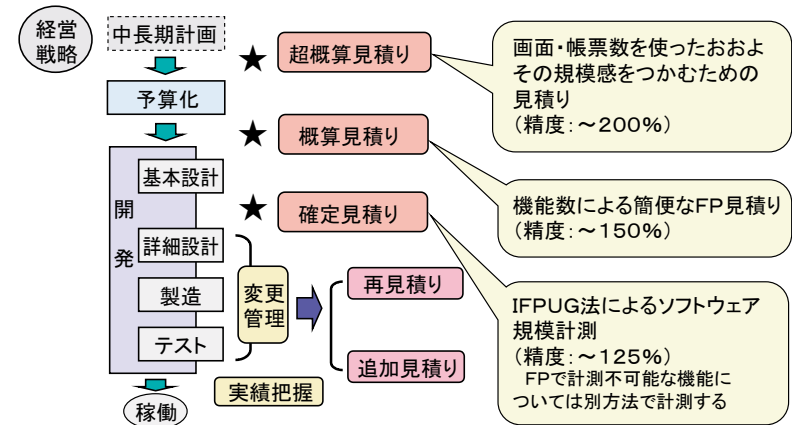 経営
戦略
中長期計画
★
超概算見積り
画面・帳票数を使ったおおよ
その規模感をつかむための
見積り
(精度:~200%)
予算化
★
概算見積り
機能数による簡便なFP見積り
(精度:~150%)
開
発
基本設計
★
確定見積り
IFPUG法によるソフトウェア
規模計測
(精度:~125%)
FPで計測不可能な機能に
ついては別方法で計測する
詳細設計
製造
テスト
変更
管理
再見積り
追加見積り
実績把握
稼働